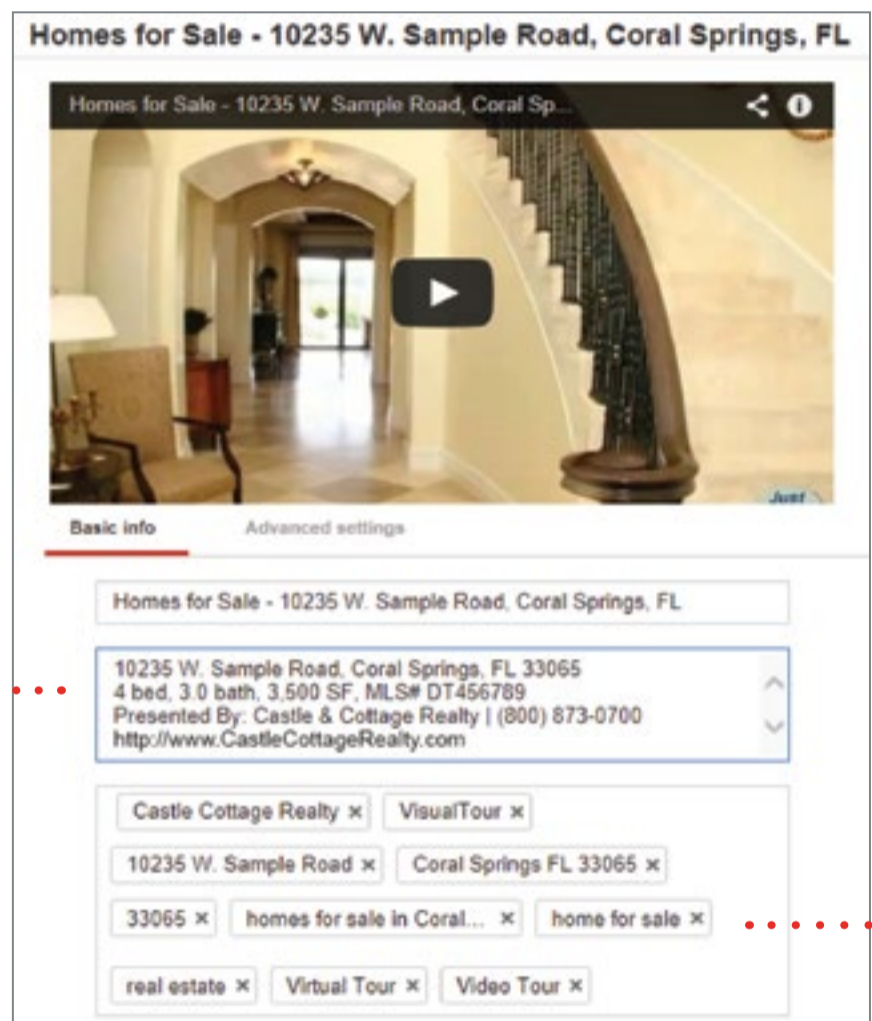 Homes for Sale - 10235 W. Sample Road, Coral Springs, FL
Homes for Sale - 10235 W. Sample Road, Coral Sp...
Just
Basic info Advanced settings
Homes for Sale - 10235 W. Sample Road, Coral Springs, FL
10235 W. Sample Road, Coral Springs, FL 33065
4 bed, 3.0 bath, 3,500 SF, MLS# DT456789
Presented By: Castle & Cottage Realty | (800) 873-0700
http://www.CastleCottageRealty.com
Castle Cottage Realty × VisualTour ×
10235 W. Sample Road × Coral Springs FL 33065 ×
33065 × homes for sale in Coral... × home for sale ×
real estate × Virtual Tour × Video Tour ×